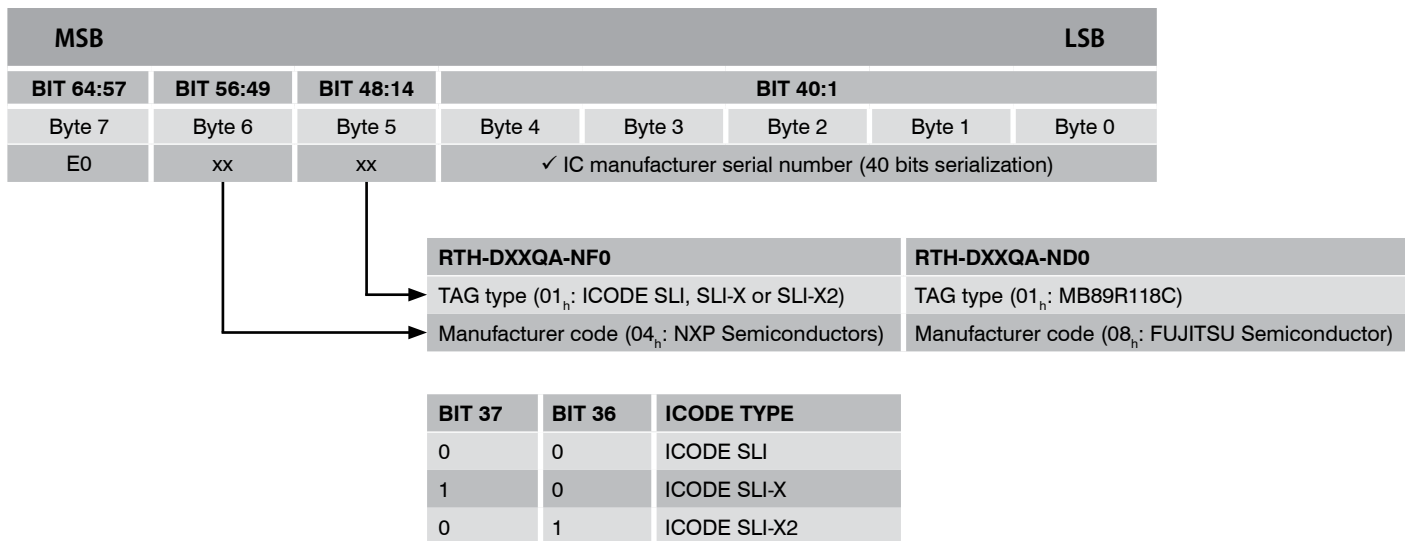 MSB LSB
BIT 64:57 BIT 56:49 BIT 48:14 BIT 40:1
Byte 7 Byte 6 Byte 5 Byte 4 Byte 3 Byte 2 Byte 1 Byte 0
E0 xx xx ✓ IC manufacturer serial number (40 bits serialization)
RTH-DXXQA-NF0 RTH-DXXQA-ND0
TAG type (01h: ICODE SLI, SLI-X or SLI-X2) TAG type (01h: MB89R118C)
Manufacturer code (04h: NXP Semiconductors) Manufacturer code (08h: FUJITSU Semiconductor)
BIT 37 BIT 36 ICODE TYPE
0 0 ICODE SLI
1 0 ICODE SLI-X
0 1 ICODE SLI-X2